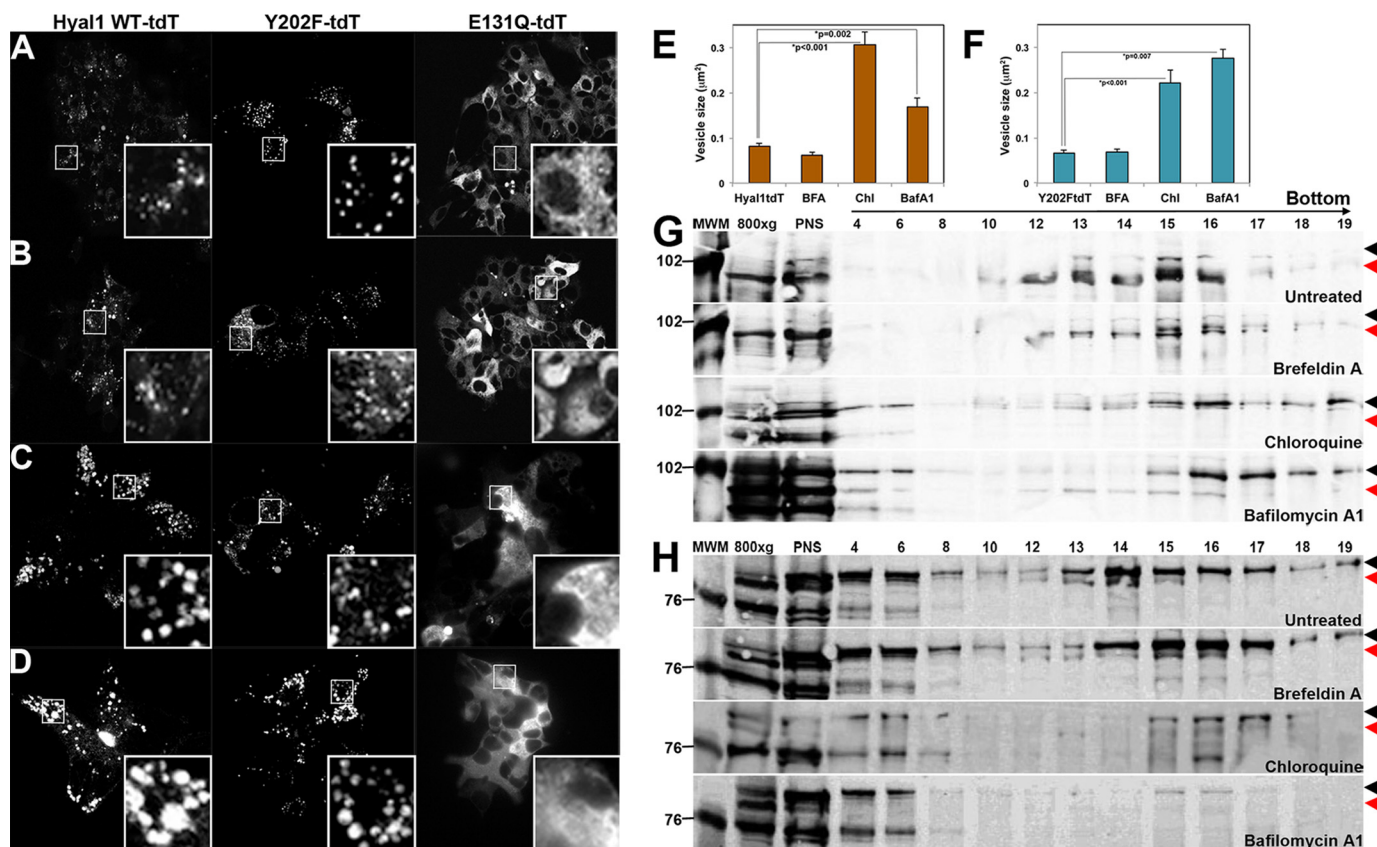 Hyal1 WT-tdT Y202F-tdT E131Q-tdT
A
B
C
D
E
*p=0.002
*p<0.001
Vesicle size (µm²)
0.3
0.2
0.1
0
Hyal1tdT BFA Chl BafA1
F
*p=0.007
*p<0.001
Vesicle size (µm²)
0.3
0.2
0.1
0
Y202FtdT BFA Chl BafA1
Bottom
G
MWM 800xg PNS 4 6 8 10 12 13 14 15 16 17 18 19
102
Untreated
102
Brefeldin A
102
Chloroquine
102
Bafilomycin A1
H
MWM 800xg PNS 4 6 8 10 12 13 14 15 16 17 18 19
76
Untreated
76
Brefeldin A
76
Chloroquine
76
Bafilomycin A1